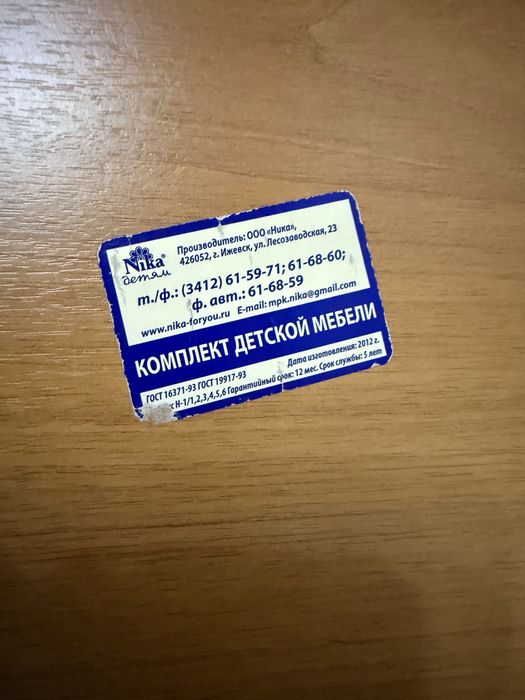 Nika®
детям
Производитель: ООО «Ника»,
426052, г. Ижевск, ул. Лесозаводская, 23
т./ф.: (3412) 61-59-71; 61-68-60;
ф. авт.: 61-68-59
www.nika-foryou.ru E-mail: mpk.nika@gmail.com
КОМПЛЕКТ ДЕТСКОЙ МЕБЕЛИ
ГОСТ 16371-93 ГОСТ 19917-93 Дата изготовления: 2012 г.
Н-1/1,2,3,4,5,6 Гарантийный срок: 12 мес. Срок службы: 5 лет